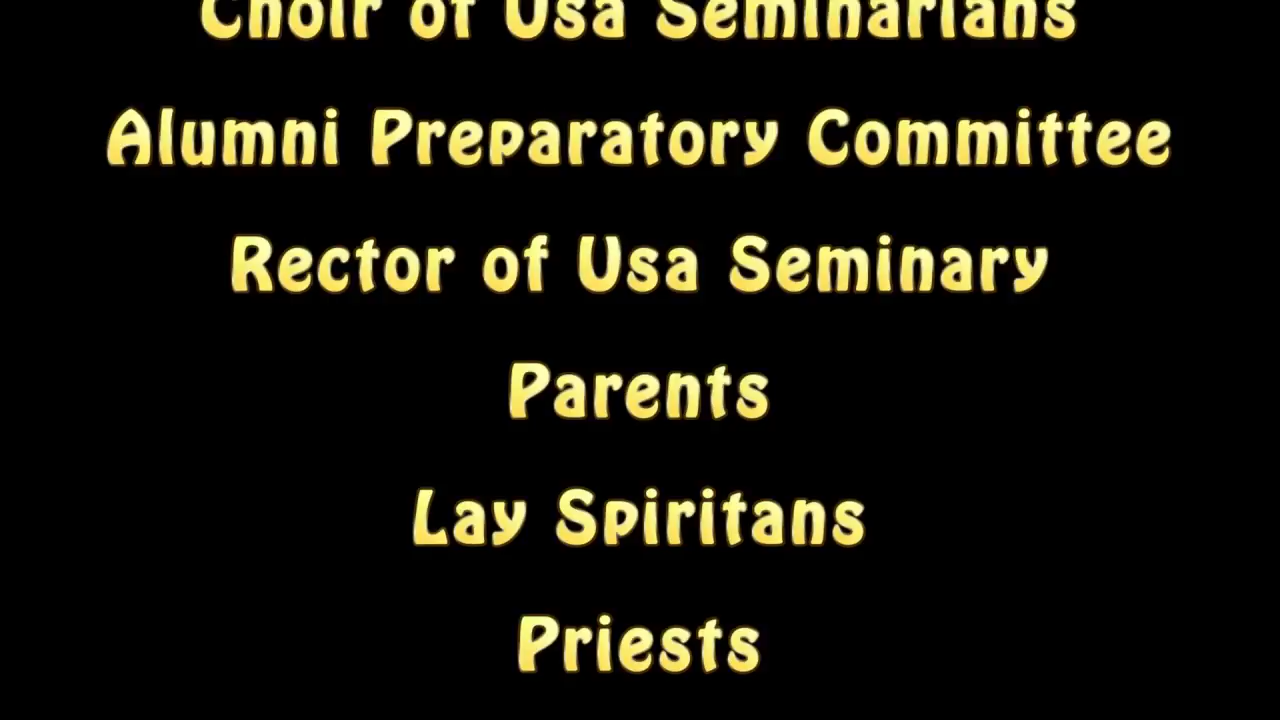 Choir of Usa Seminarians
Alumni Preparatory Committee
Rector of Usa Seminary
Parents
Lay Spiritans
Priests